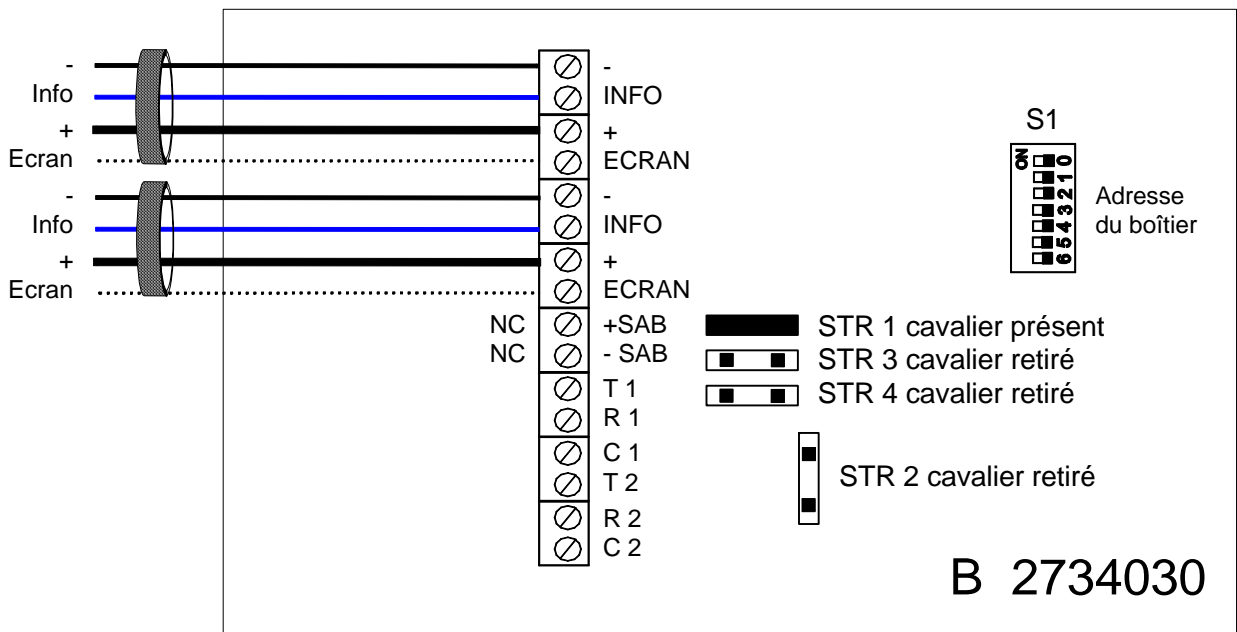 -
Info
+
Ecran
-
Info
+
Ecran
NC
NC
-
INFO
+
ECRAN
-
INFO
+
ECRAN
+SAB
- SAB
T 1
R 1
C 1
T 2
R 2
C 2
S1
ON
0
1
2
3
4
5
6
Adresse
du boîtier
STR 1 cavalier présent
STR 3 cavalier retiré
STR 4 cavalier retiré
STR 2 cavalier retiré
B 2734030